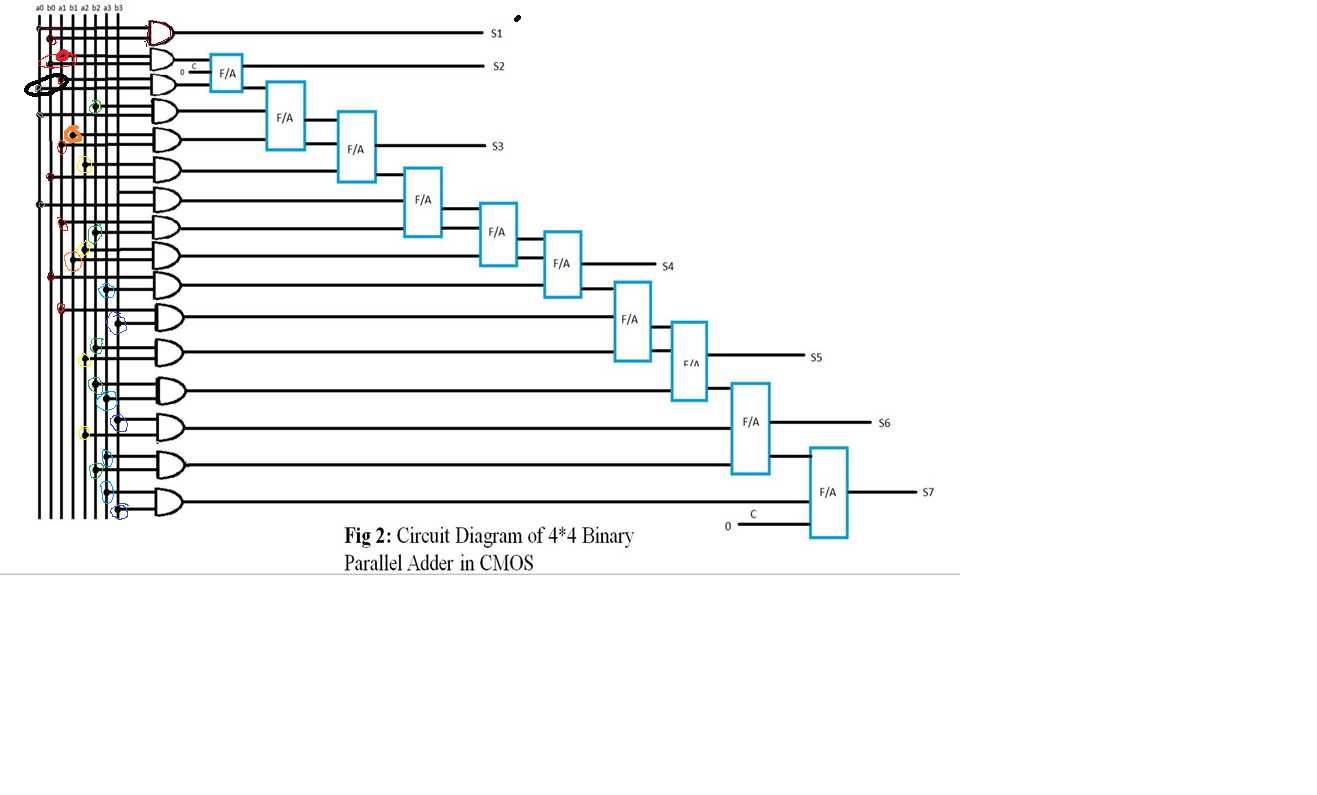 a0 b0 a1 b1 a2 b2 a3 b3
S1
C
0
F/A
S2
F/A
F/A
S3
F/A
F/A
F/A
S4
F/A
F/A
S5
F/A
S6
F/A
S7
C
0
Fig 2: Circuit Diagram of 4*4 Binary
Parallel Adder in CMOS